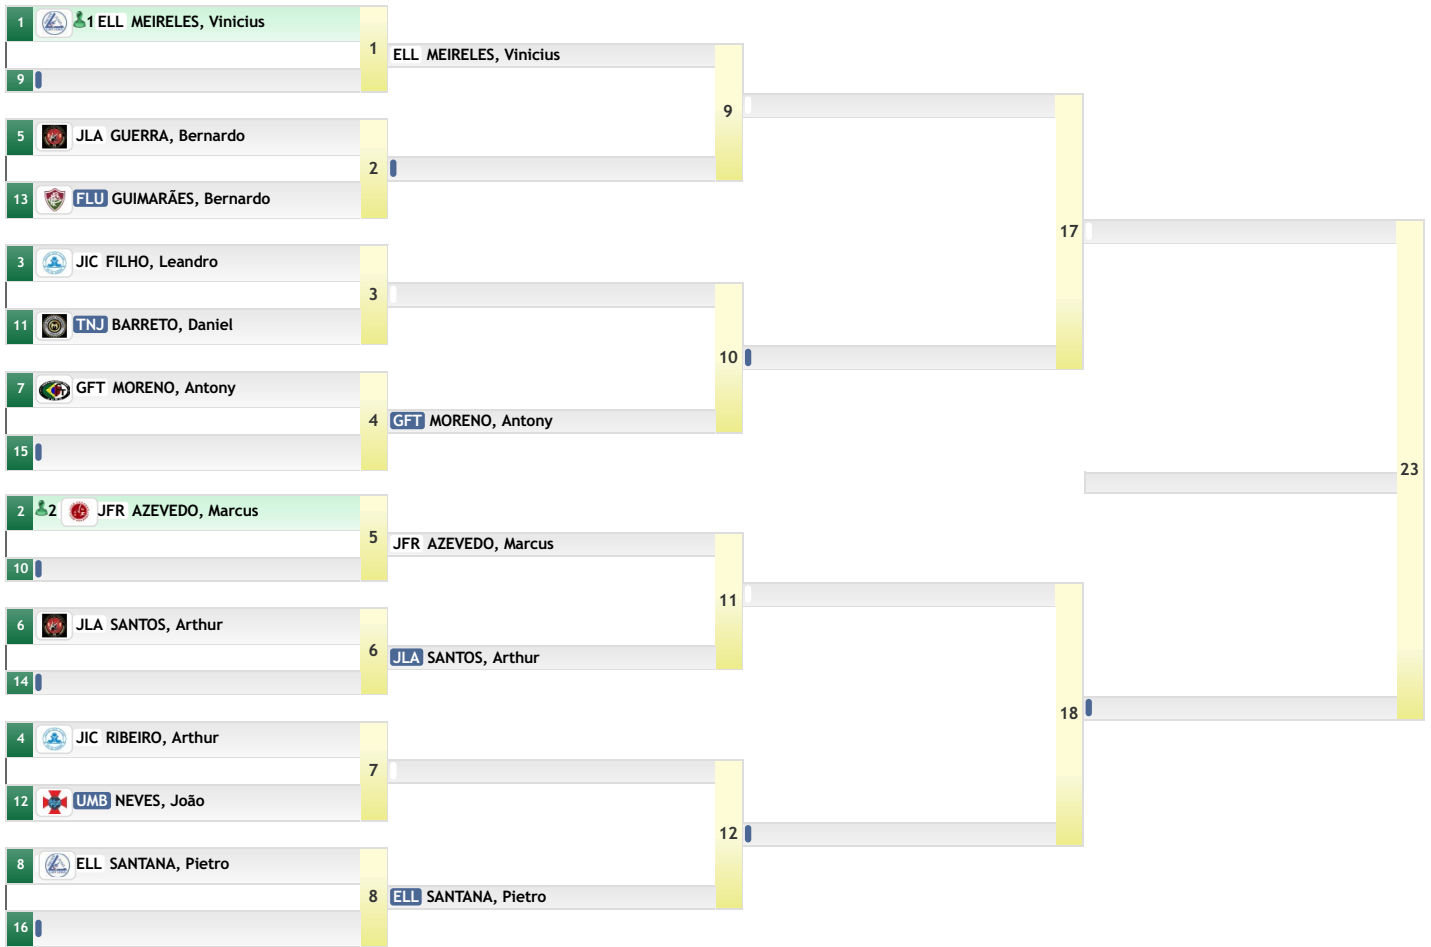 1 1 ELL MEIRELES, Vinicius
1
ELL MEIRELES, Vinicius
9
9
5 JLA GUERRA, Bernardo
2
13 FLU GUIMARÃES, Bernardo
17
3 JIC FILHO, Leandro
3
11 TNJ BARRETO, Daniel
10
7 GFT MORENO, Antony
4
GFT MORENO, Antony
15
23
2 2 JFR AZEVEDO, Marcus
5
JFR AZEVEDO, Marcus
10
11
6 JLA SANTOS, Arthur
6
JLA SANTOS, Arthur
14
18
4 JIC RIBEIRO, Arthur
7
12 UMB NEVES, João
12
8 ELL SANTANA, Pietro
8
ELL SANTANA, Pietro
16